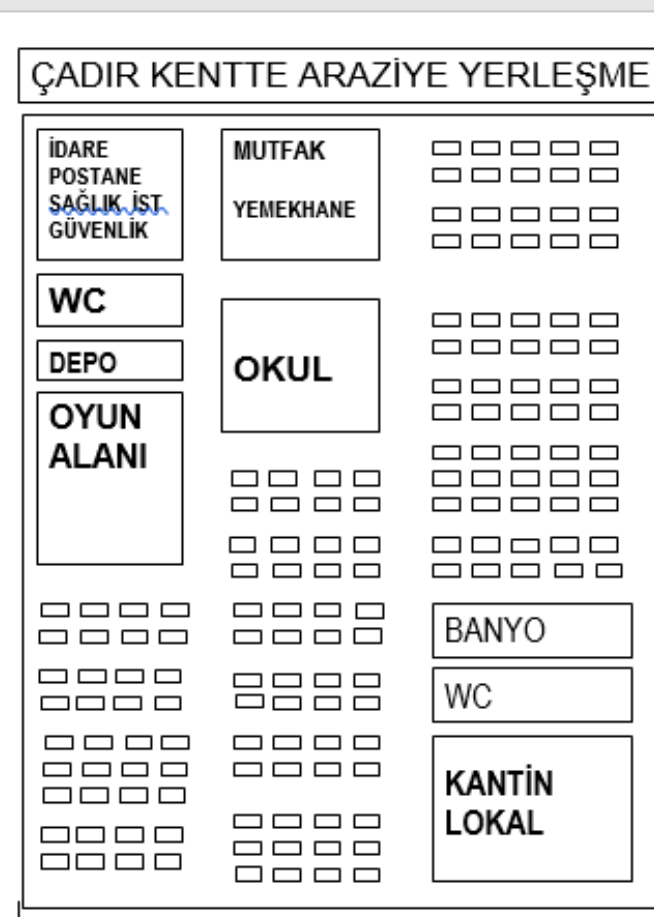 ÇADIR KENTTE ARAZİYE YERLEŞME
İDARE
POSTANE
SAĞLIK İST
GÜVENLİK
MUTFAK
YEMEKHANE
WC
DEPO
OKUL
OYUN
ALANI
BANYO
WC
KANTİN
LOKAL